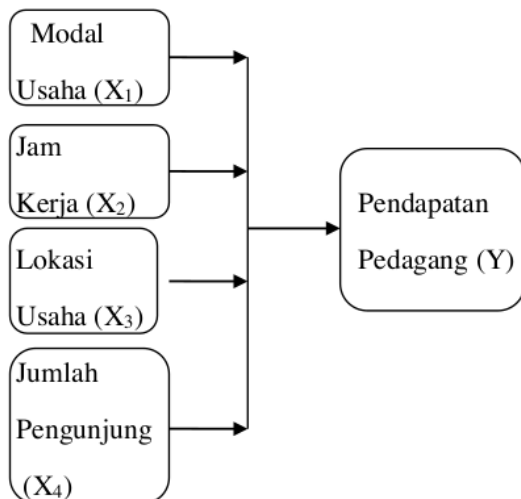 Modal
Usaha (X₁)
Jam
Kerja (X₂)
Lokasi
Usaha (X₃)
Jumlah
Pengunjung
(X₄)
Pendapatan
Pedagang (Y)